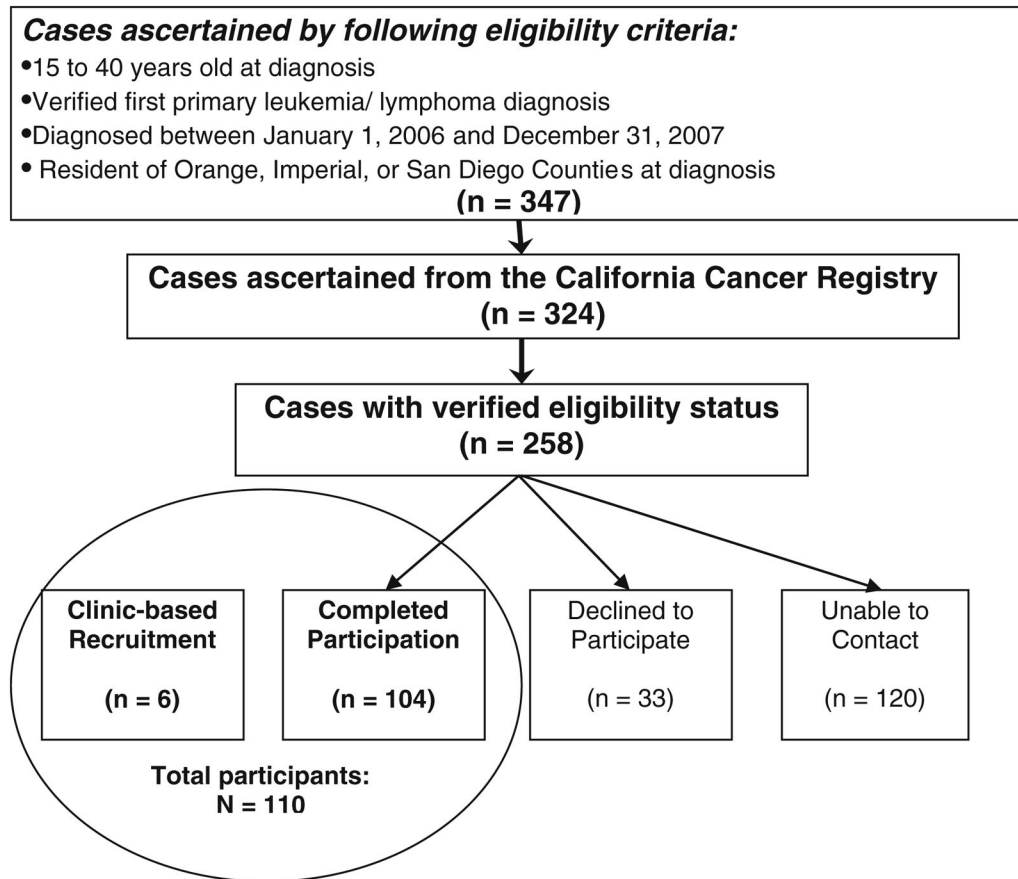 Cases ascertained by following eligibility criteria:
•15 to 40 years old at diagnosis
•Verified first primary leukemia/ lymphoma diagnosis
•Diagnosed between January 1, 2006 and December 31, 2007
• Resident of Orange, Imperial, or San Diego Counties at diagnosis
(n = 347)
Cases ascertained from the California Cancer Registry
(n = 324)
Cases with verified eligibility status
(n = 258)
Clinic-based
Recruitment
(n = 6)
Completed
Participation
(n = 104)
Declined to
Participate
(n = 33)
Unable to
Contact
(n = 120)
Total participants:
N = 110